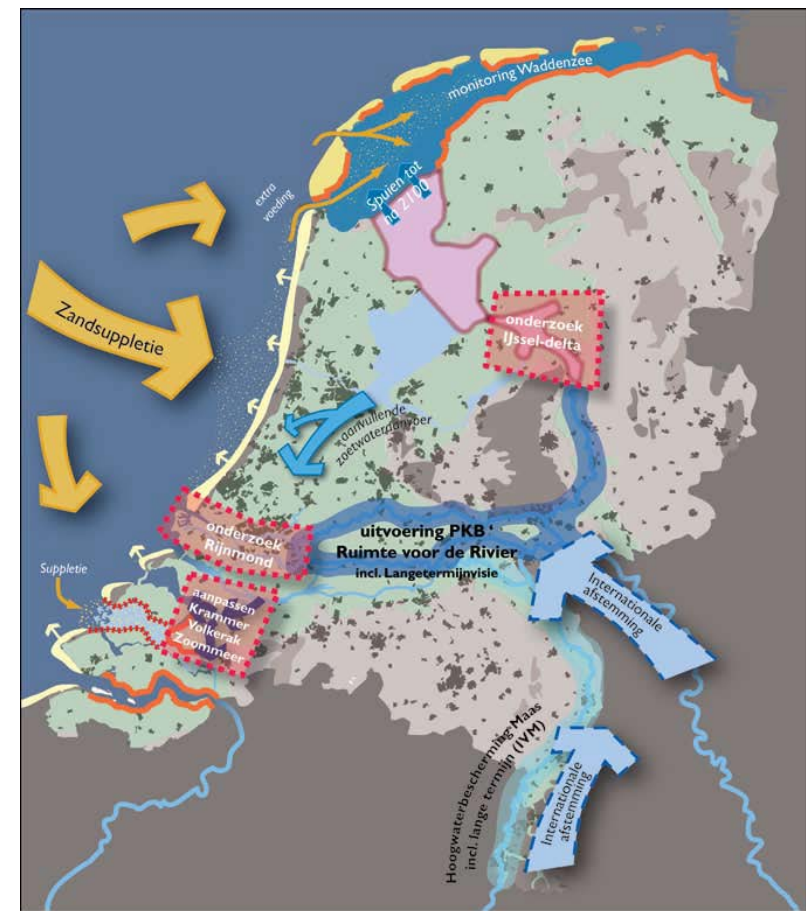 monitoring Waddenzee
extra
voeding
Spuien tot
na 2100
Zandsuppletie
onderzoek
IJssel-delta
aanvullende
zoetwateraanvoer
onderzoek
Rijnmond
uitvoering PKB '
Ruimte voor de Rivier
incl. Langetermijnvisie
Suppletie
aanpassen
Krammer
Volkerak
Zoommeer
Internationale
afstemming
Hoogwaterbescherming Maas
incl. lange termijn (IVM)
Internationale
afstemming